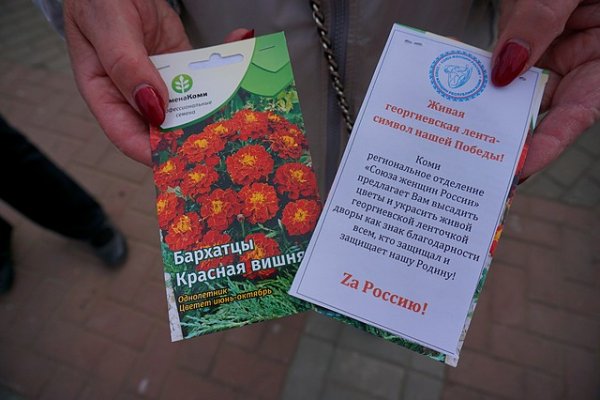 менаКоми
офессиональные
семена
Бархатцы
Красная вишня
Однолетник
Цветет июнь-октябрь
Живая
георгиевская лента-
символ нашей Победы!
Коми
региональное отделение
«Союза женщин России»
предлагает Вам высадить
цветы и украсить живой
георгиевской ленточкой
дворы как знак благодарности
всем, кто защищал и
защищает нашу Родину!
Zа Россию!